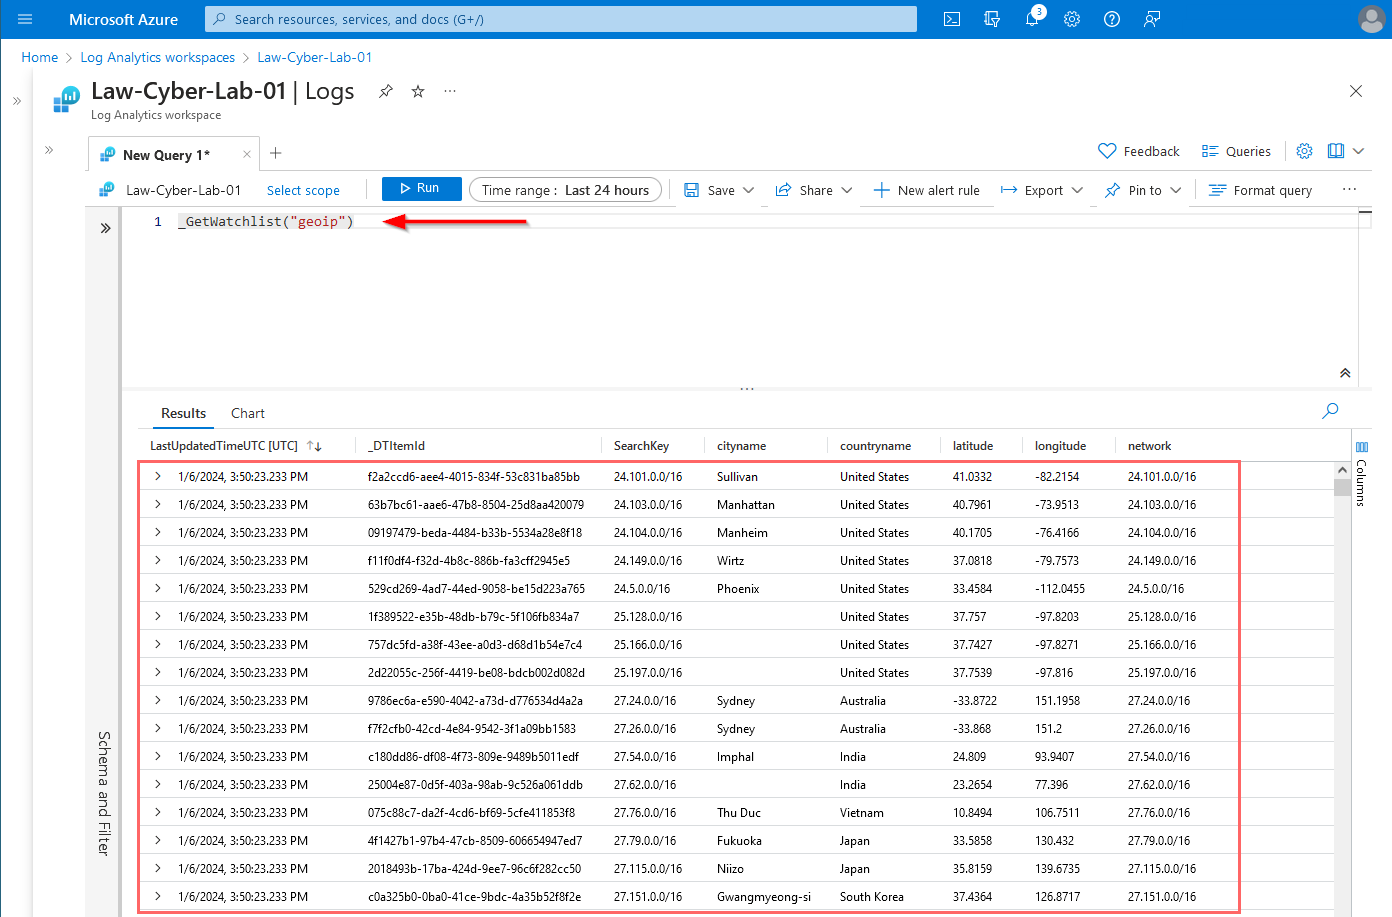 Microsoft Azure
Search resources, services, and docs (G+/)
3
Home > Log Analytics workspaces > Law-Cyber-Lab-01
Law-Cyber-Lab-01 | Logs ...
Log Analytics workspace
New Query 1*
Feedback Queries
Law-Cyber-Lab-01 Select scope Run Time range : Last 24 hours Save Share New alert rule Export Pin to Format query ...
1 _GetWatchlist("geoip")
Schema and Filter
Results Chart
LastUpdatedTimeUTC [UTC] _DTItemId SearchKey cityname countryname latitude longitude network
Columns
1/6/2024, 3:50:23.233 PM f2a2ccd6-aee4-4015-834f-53c831ba85bb 24.101.0.0/16 Sullivan United States 41.0332 -82.2154 24.101.0.0/16
1/6/2024, 3:50:23.233 PM 63b7bc61-aae6-47b8-8504-25d8aa420079 24.103.0.0/16 Manhattan United States 40.7961 -73.9513 24.103.0.0/16
1/6/2024, 3:50:23.233 PM 09197479-beda-4484-b33b-5534a28e8f18 24.104.0.0/16 Manheim United States 40.1705 -76.4166 24.104.0.0/16
1/6/2024, 3:50:23.233 PM f11f0df4-f32d-4b8c-886b-fa3cff2945e5 24.149.0.0/16 Wirtz United States 37.0818 -79.7573 24.149.0.0/16
1/6/2024, 3:50:23.233 PM 529cd269-4ad7-44ed-9058-be15d223a765 24.5.0.0/16 Phoenix United States 33.4584 -112.0455 24.5.0.0/16
1/6/2024, 3:50:23.233 PM 1f389522-e35b-48db-b79c-5f106fb834a7 25.128.0.0/16 United States 37.757 -97.8203 25.128.0.0/16
1/6/2024, 3:50:23.233 PM 757dc5fd-a38f-43ee-a0d3-d68d1b54e7c4 25.166.0.0/16 United States 37.7427 -97.8271 25.166.0.0/16
1/6/2024, 3:50:23.233 PM 2d22055c-256f-4419-be08-bdcb002d082d 25.197.0.0/16 United States 37.7539 -97.816 25.197.0.0/16
1/6/2024, 3:50:23.233 PM 9786ec6a-e590-4042-a73d-d776534d4a2a 27.24.0.0/16 Sydney Australia -33.8722 151.1958 27.24.0.0/16
1/6/2024, 3:50:23.233 PM f7f2cfb0-42cd-4e84-9542-3f1a09bb1583 27.26.0.0/16 Sydney Australia -33.868 151.2 27.26.0.0/16
1/6/2024, 3:50:23.233 PM c180dd86-df08-4f73-809e-9489b5011edf 27.54.0.0/16 Imphal India 24.809 93.9407 27.54.0.0/16
1/6/2024, 3:50:23.233 PM 25004e87-0d5f-403a-98ab-9c526a061ddb 27.62.0.0/16 India 23.2654 77.396 27.62.0.0/16
1/6/2024, 3:50:23.233 PM 075c88c7-da2f-4cd6-bf69-5cfe411853f8 27.76.0.0/16 Thu Duc Vietnam 10.8494 106.7511 27.76.0.0/16
1/6/2024, 3:50:23.233 PM 4f1427b1-97b4-47cb-8509-606654947ed7 27.79.0.0/16 Fukuoka Japan 33.5858 130.432 27.79.0.0/16
1/6/2024, 3:50:23.233 PM 2018493b-17ba-424d-9ee7-96c6f282cc50 27.115.0.0/16 Niizo Japan 35.8159 139.6735 27.115.0.0/16
1/6/2024, 3:50:23.233 PM c0a325b0-0ba0-41ce-9bdc-4a35b52f8f2e 27.151.0.0/16 Gwangmyeong-si South Korea 37.4364 126.8717 27.151.0.0/16